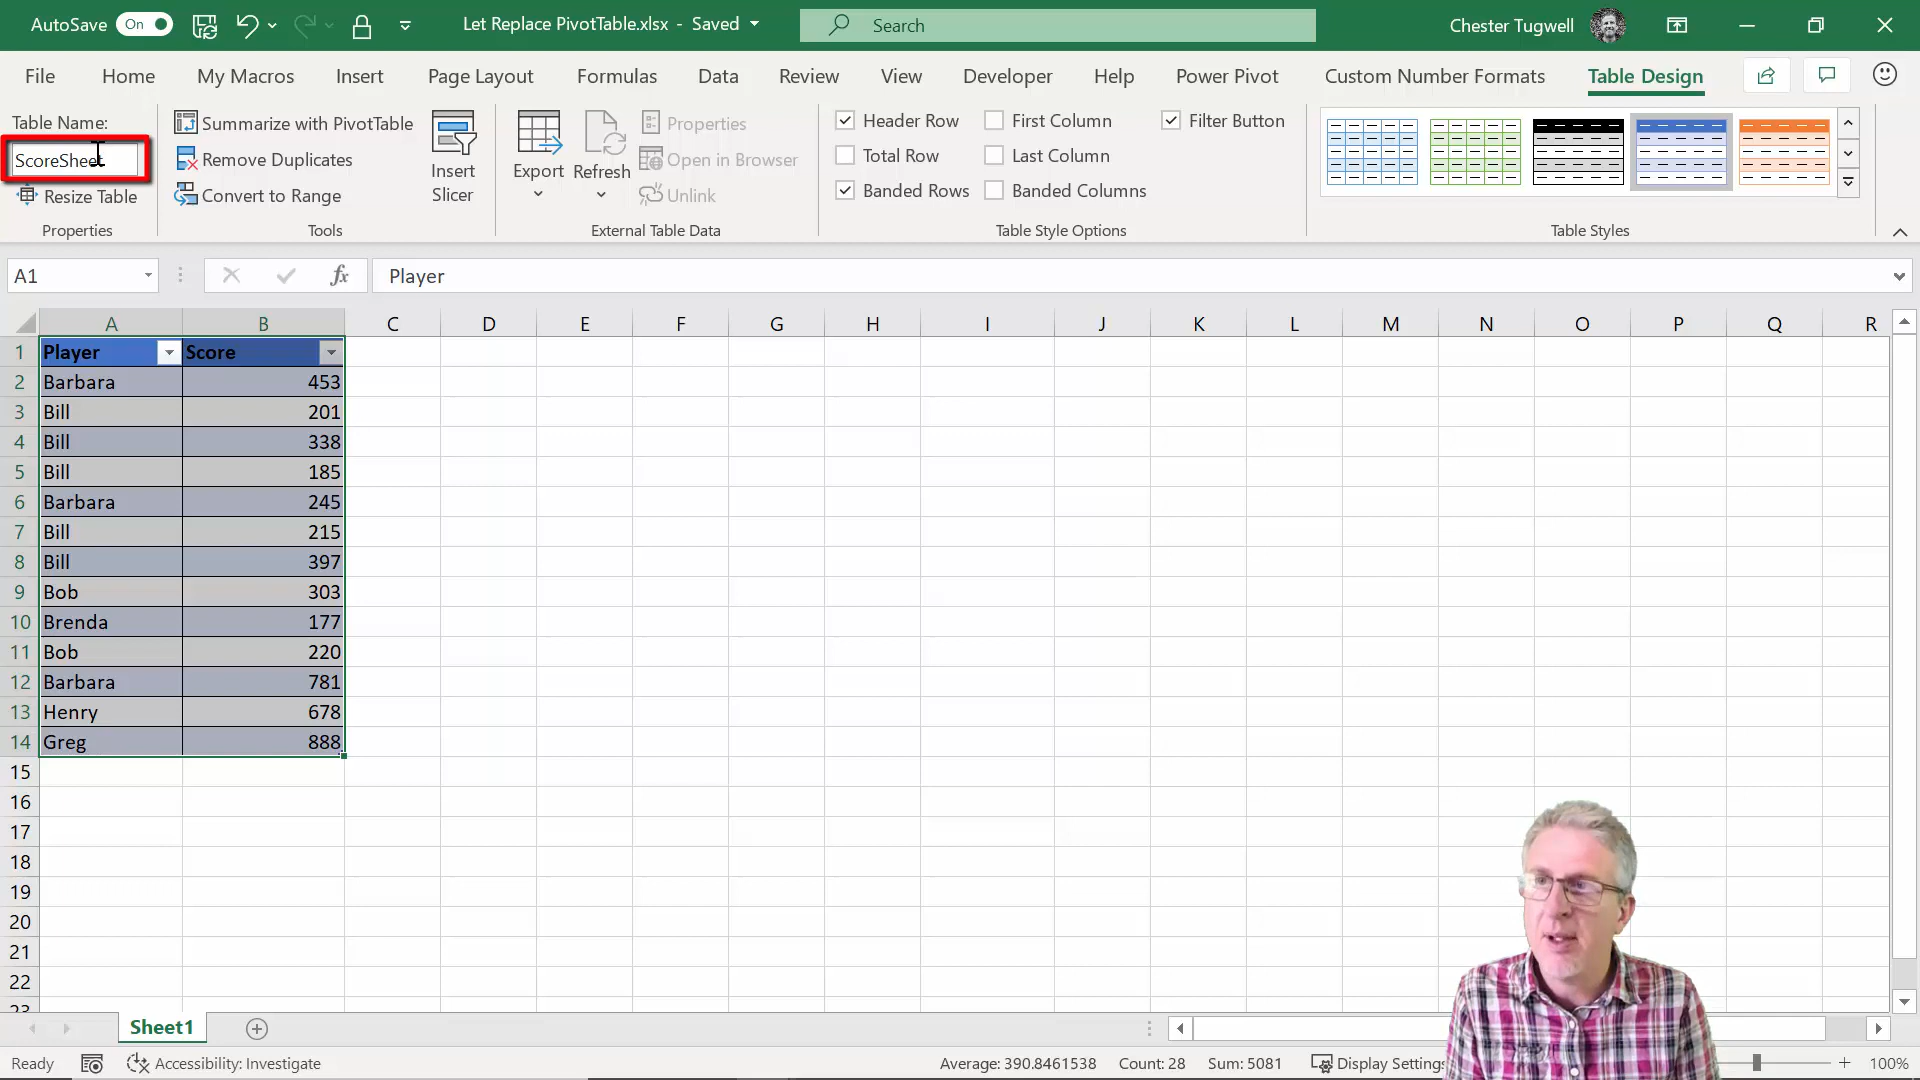 AutoSave On Let Replace PivotTable.xlsx - Saved Search Chester Tugwell
File Home My Macros Insert Page Layout Formulas Data Review View Developer Help Power Pivot Custom Number Formats Table Design
Table Name:
ScoreSheet
Resize Table
Properties
Summarize with PivotTable
Remove Duplicates
Convert to Range
Tools
Insert
Slicer
Export
Refresh
Properties
Open in Browser
Unlink
External Table Data
Header Row First Column Filter Button
Total Row Last Column
Banded Rows Banded Columns
Table Style Options
Table Styles
A1 fx Player
A B C D E F G H I J K L M N O P Q R
1 Player Score
2 Barbara 453
3 Bill 201
4 Bill 338
5 Bill 185
6 Barbara 245
7 Bill 215
8 Bill 397
9 Bob 303
10 Brenda 177
11 Bob 220
12 Barbara 781
13 Henry 678
14 Greg 888
15
16
17
18
19
20
21
22
23
Sheet1
Ready Accessibility: Investigate Average: 390.8461538 Count: 28 Sum: 5081 Display Settings 100%